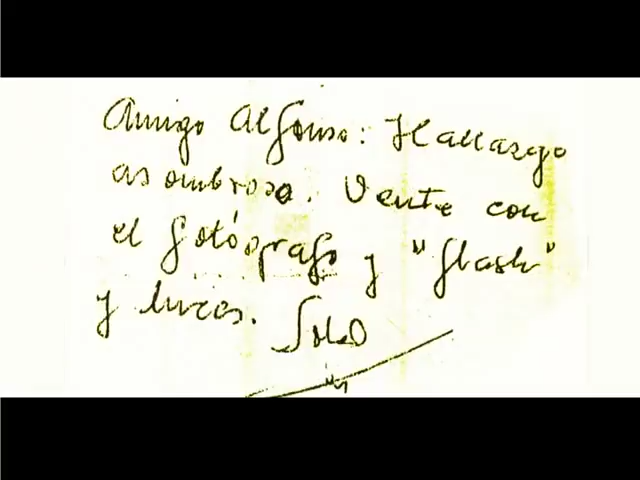 Amigo Alfonso: Hallazgo
asombroso. Vente con
el fotógrafo y "flash"
y luces. Soto